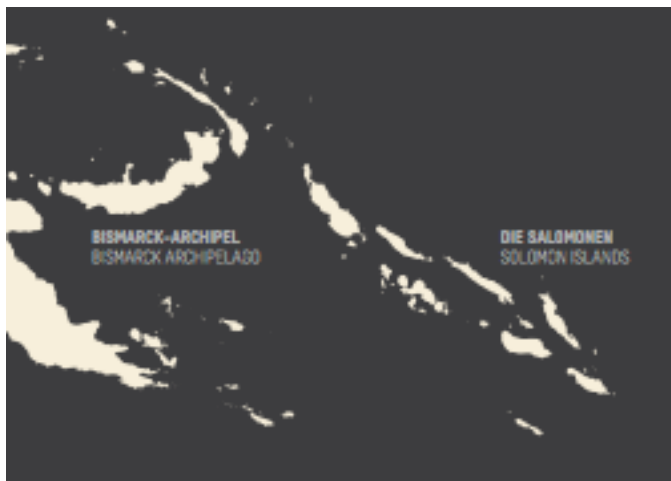 BISMARCK-ARCHIPEL
BISMARCK ARCHIPELAGO
DIE SALOMONEN
SOLOMON ISLANDS